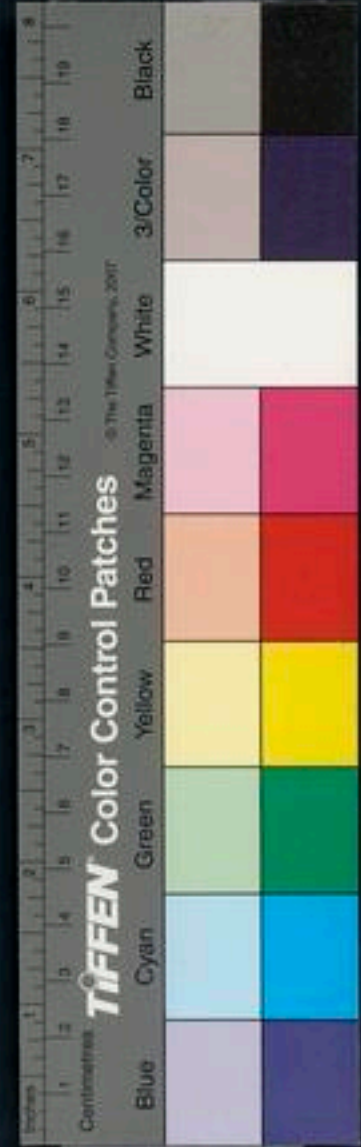 Inches 1 2 3 4 5 6 7 8
Centimetres 1 2 3 4 5 6 7 8 9 10 11 12 13 14 15 16 17 18 19
TIFFEN Color Control Patches © The Tiffen Company, 2007
Blue Cyan Green Yellow Red Magenta White 3/Color Black